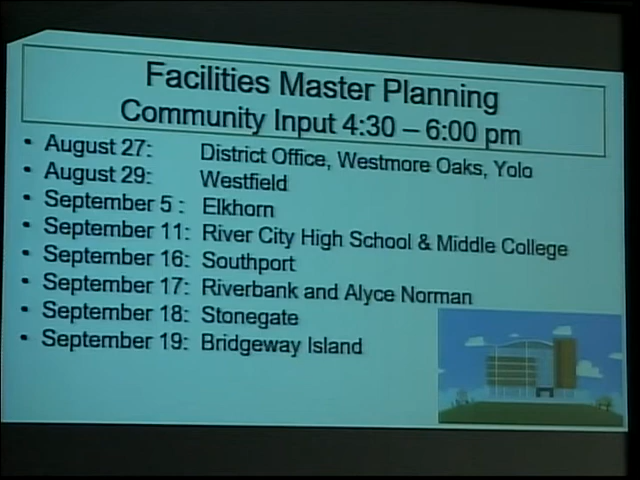 Facilities Master Planning
Community Input 4:30 – 6:00 pm
• August 27: District Office, Westmore Oaks, Yolo
• August 29: Westfield
• September 5 : Elkhorn
• September 11: River City High School & Middle College
• September 16: Southport
• September 17: Riverbank and Alyce Norman
• September 18: Stonegate
• September 19: Bridgeway Island